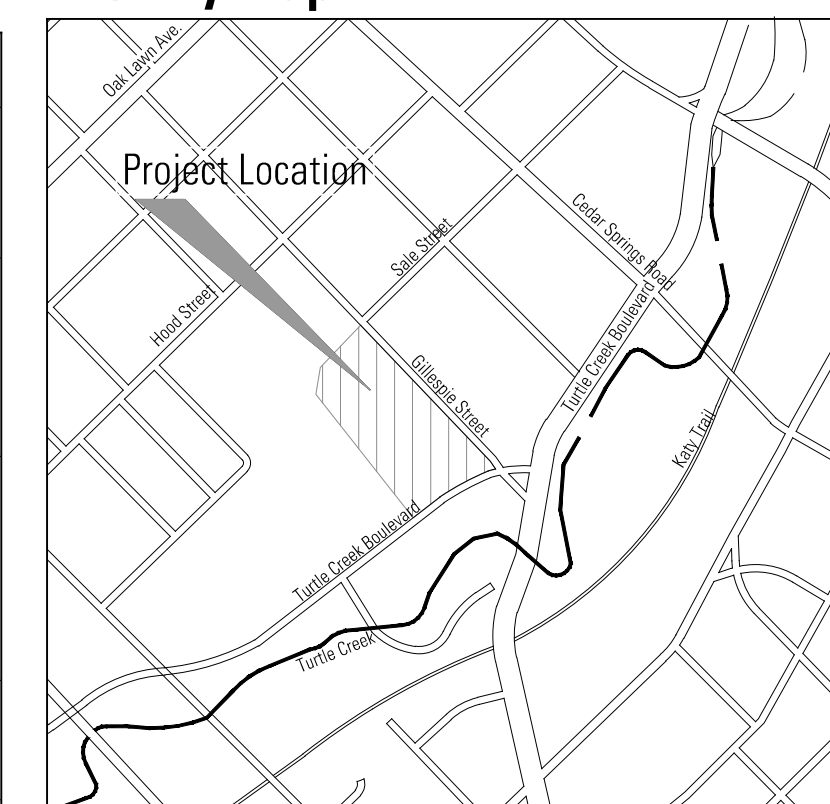 Oak Lawn Ave.
Project Location
Cedar Springs Road
Sale Street
Hood Street
Turtle Creek Boulevard
Gillespie Street
Katy Trail
Turtle Creek Boulevard
Turtle Creek